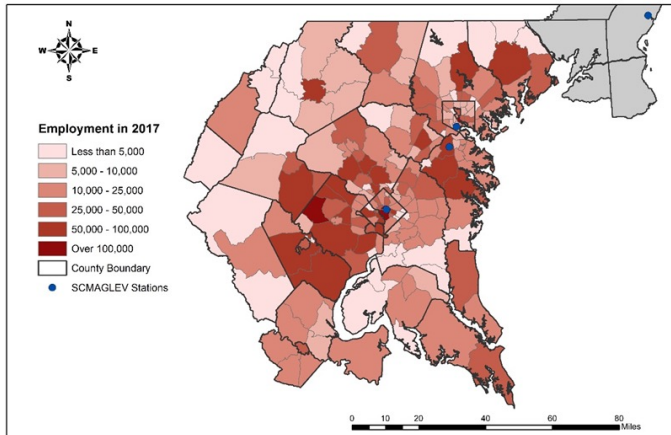 N
W E
S
Employment in 2017
Less than 5,000
5,000 - 10,000
10,000 - 25,000
25,000 - 50,000
50,000 - 100,000
Over 100,000
County Boundary
SCMAGLEV Stations
0 20 40 60 80
Miles